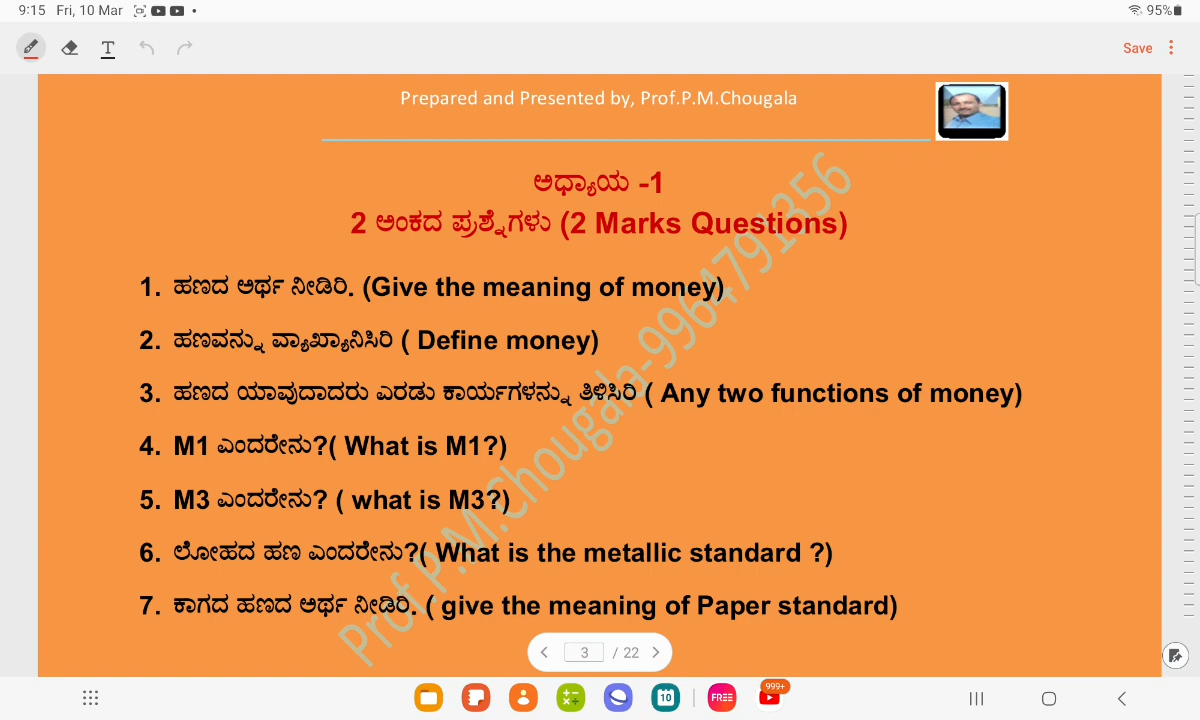 9:15 Fri, 10 Mar
95%
Save
Prepared and Presented by, Prof.P.M.Chougala
ಅಧ್ಯಾಯ -1
2 ಅಂಕದ ಪ್ರಶ್ನೆಗಳು (2 Marks Questions)
1. ಹಣದ ಅರ್ಥ ನೀಡಿರಿ. (Give the meaning of money)
2. ಹಣವನ್ನು ವ್ಯಾಖ್ಯಾನಿಸಿರಿ ( Define money)
3. ಹಣದ ಯಾವುದಾದರು ಎರಡು ಕಾರ್ಯಗಳನ್ನು ತಿಳಿಸಿರಿ ( Any two functions of money)
4. M1 ಎಂದರೇನು?( What is M1?)
5. M3 ಎಂದರೇನು? ( what is M3?)
6. ಲೋಹದ ಹಣ ಎಂದರೇನು?( What is the metallic standard ?)
7. ಕಾಗದ ಹಣದ ಅರ್ಥ ನೀಡಿರಿ. ( give the meaning of Paper standard)
Prof.P.M.Chougala-9964791356
3 / 22
10
FREE
999+